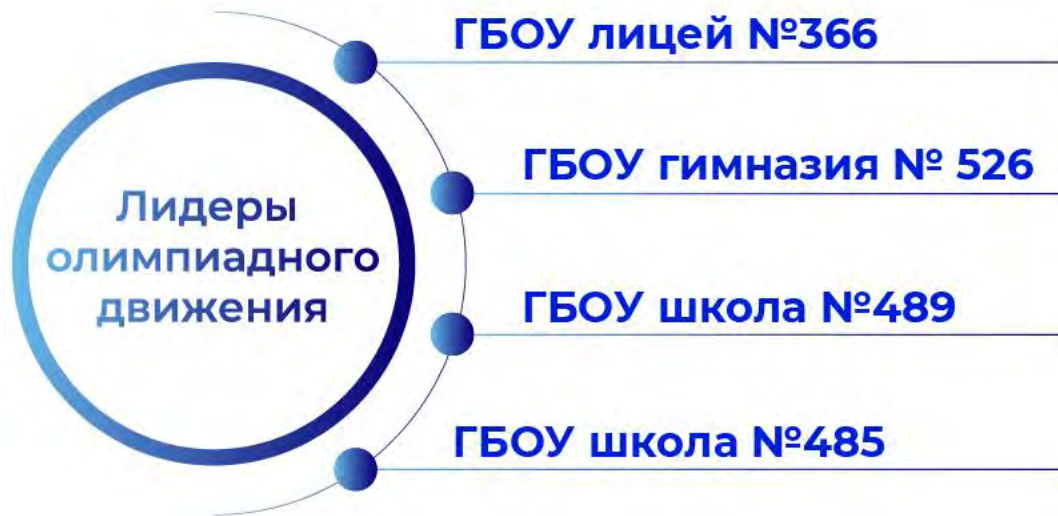 Лидеры
олимпиадного
движения
ГБОУ лицей №366
ГБОУ гимназия № 526
ГБОУ школа №489
ГБОУ школа №485